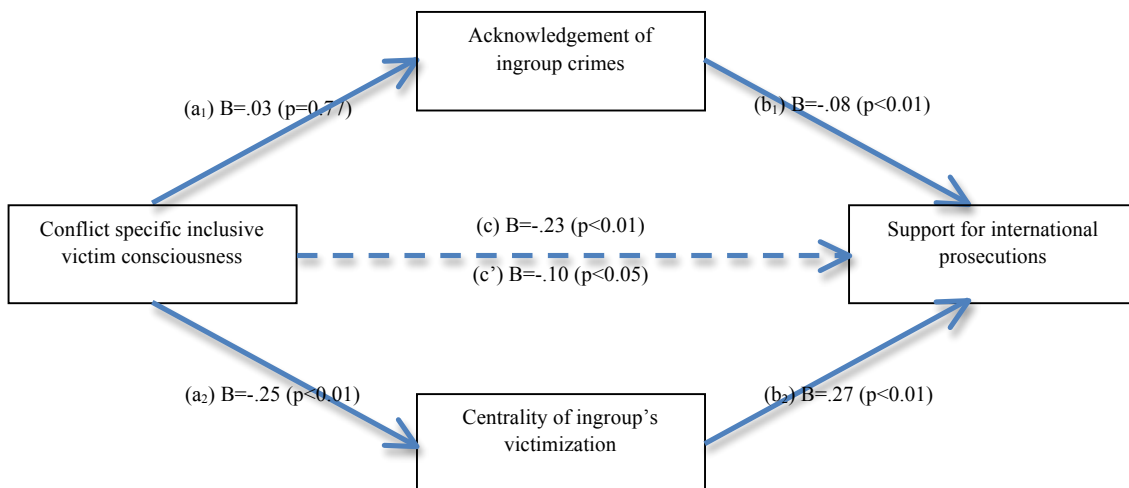 Acknowledgement of
ingroup crimes
(a₁) B=.03 (p=0.77)
(b₁) B=-.08 (p<0.01)
Conflict specific inclusive
victim consciousness
(c) B=-.23 (p<0.01)
(c’) B=-.10 (p<0.05)
Support for international
prosecutions
(a₂) B=-.25 (p<0.01)
(b₂) B=.27 (p<0.01)
Centrality of ingroup’s
victimization